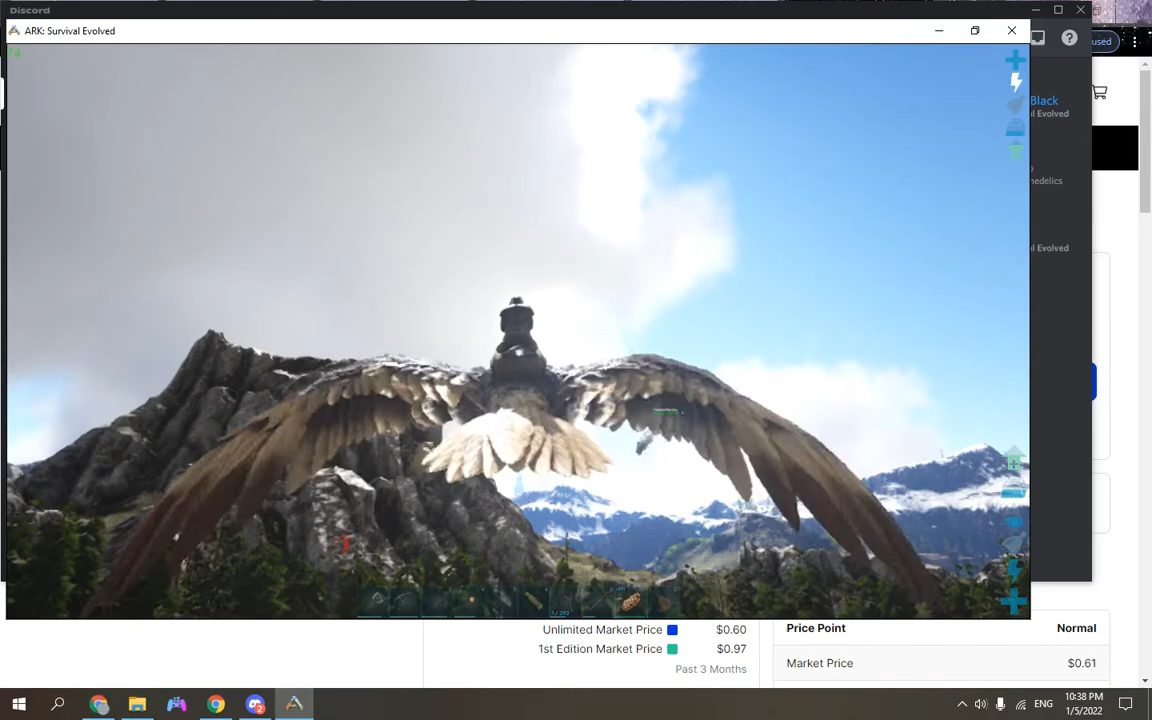 Discord
ARK: Survival Evolved
used
Black
al Evolved
hedelics
al Evolved
Unlimited Market Price $0.60
1st Edition Market Price $0.97
Past 3 Months
Price Point Normal
Market Price $0.61
ENG
10:38 PM
1/5/2022